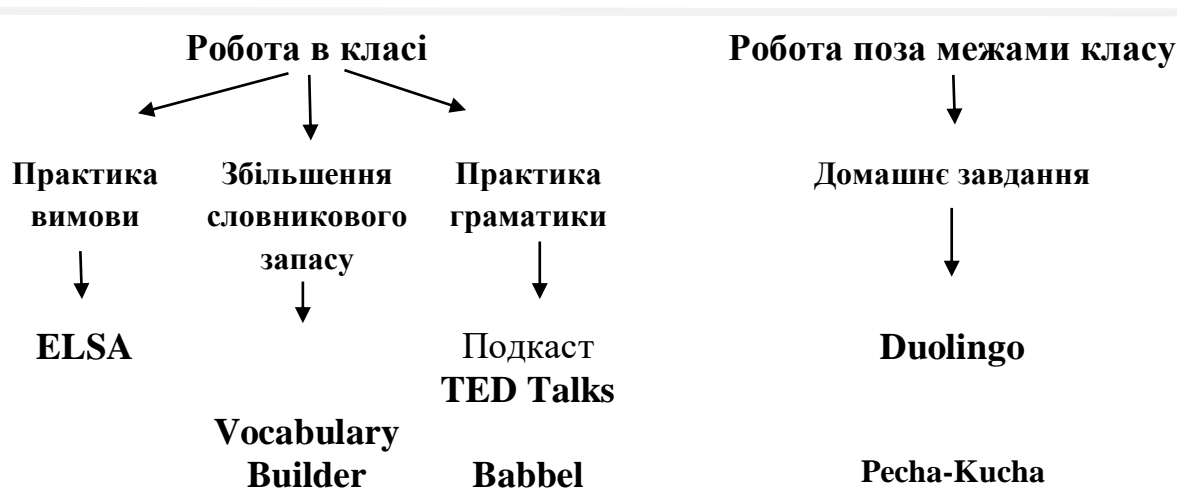 Робота в класі
Робота поза межами класу
Практика
вимови
Збільшення
словникового
запасу
Практика
граматики
Домашнє завдання
ELSA
Vocabulary
Builder
Подкаст
TED Talks
Babbel
Duolingo
Pecha-Kucha